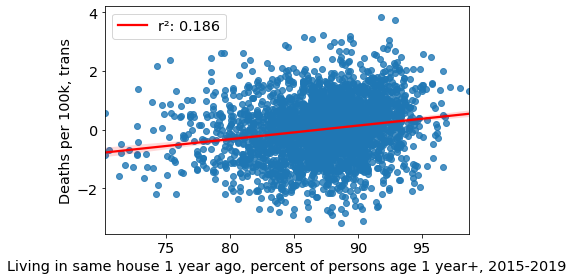 r²: 0.186
4
2
0
−2
Deaths per 100k, trans
75 80 85 90 95
Living in same house 1 year ago, percent of persons age 1 year+, 2015-2019